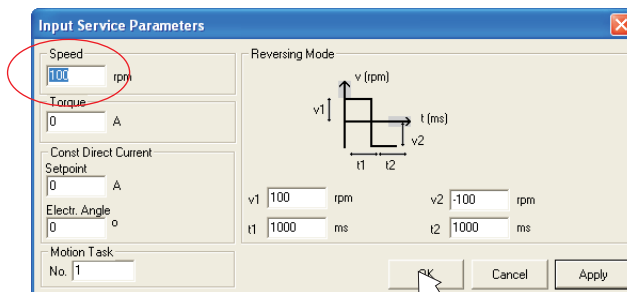 Input Service Parameters
Speed
100 rpm
Torque
0 A
Const Direct Current
Setpoint
0 A
Electr. Angle
0 o
Motion Task
No. 1
Reversing Mode
v (rpm)
v1
t (ms)
v2
t1 t2
v1 100 rpm v2 -100 rpm
t1 1000 ms t2 1000 ms
OK Cancel Apply